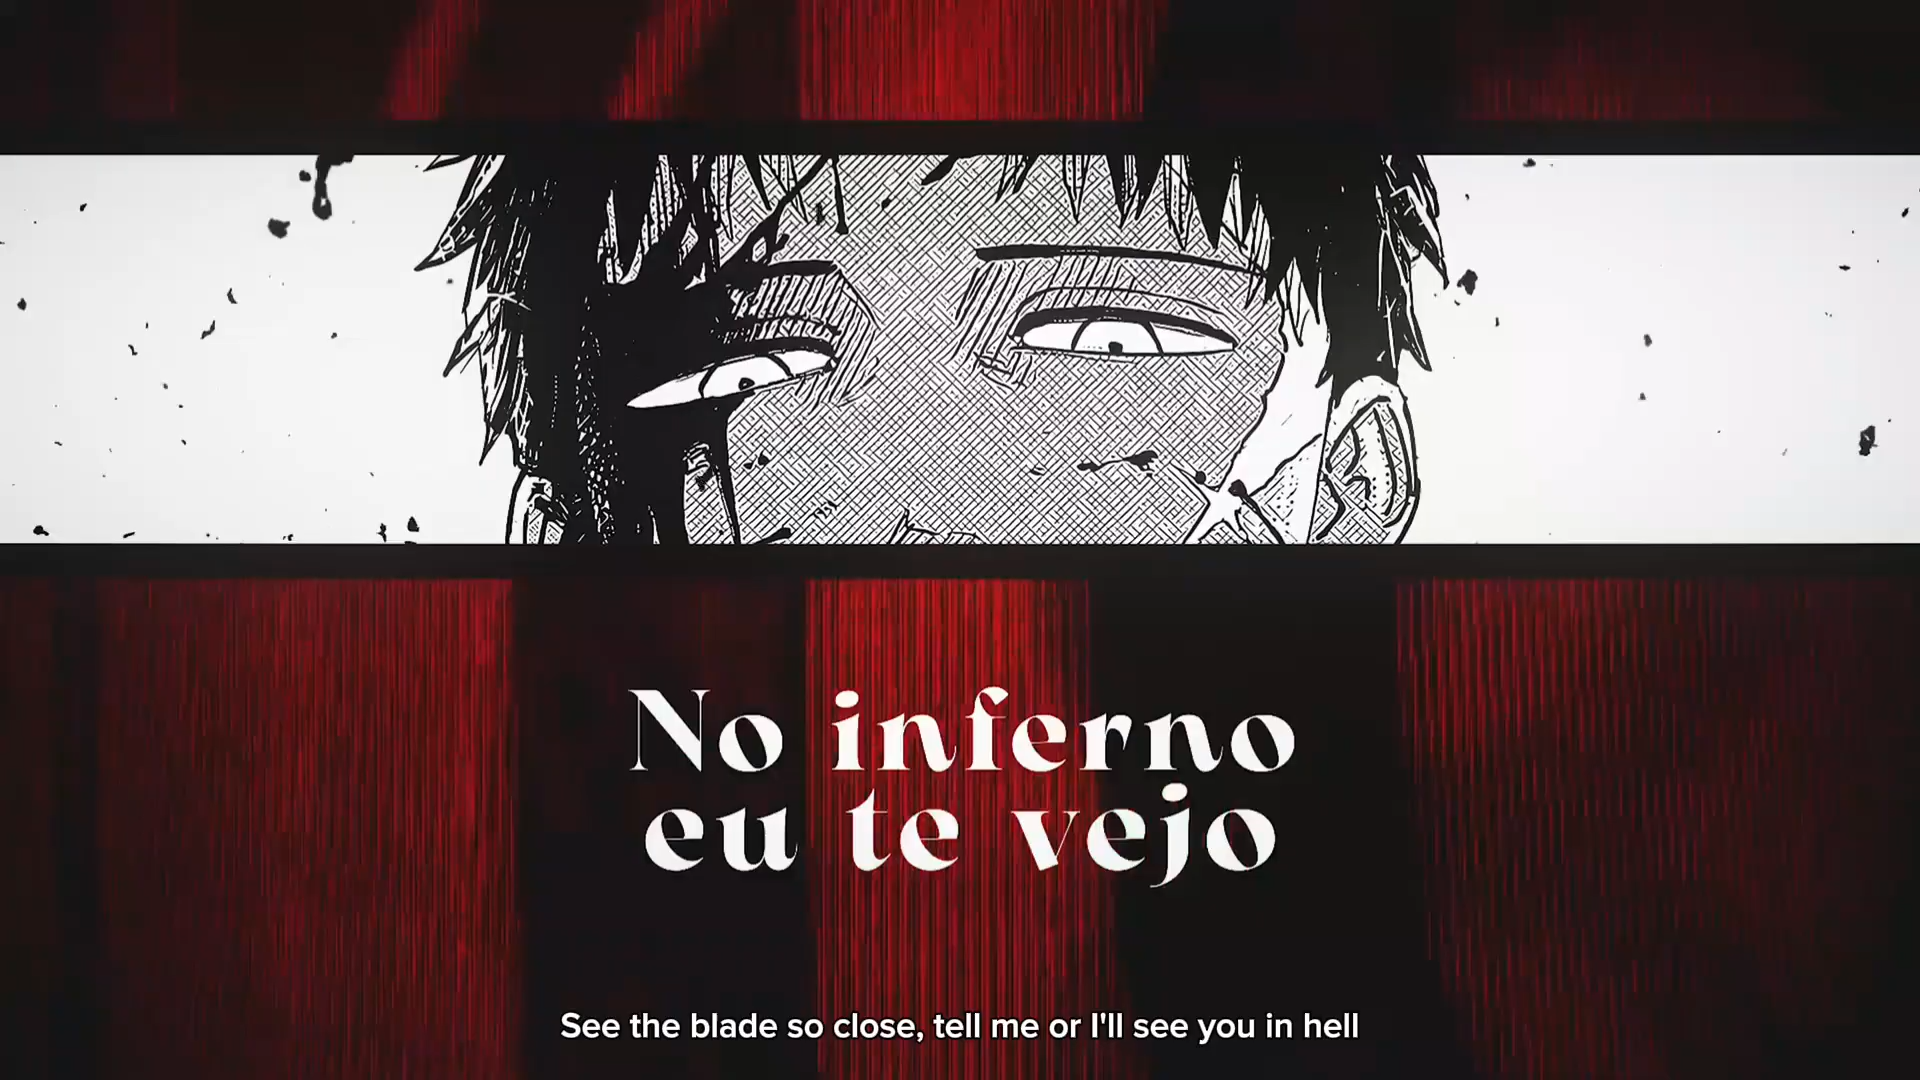 No inferno
eu te vejo
See the blade so close, tell me or I'll see you in hell